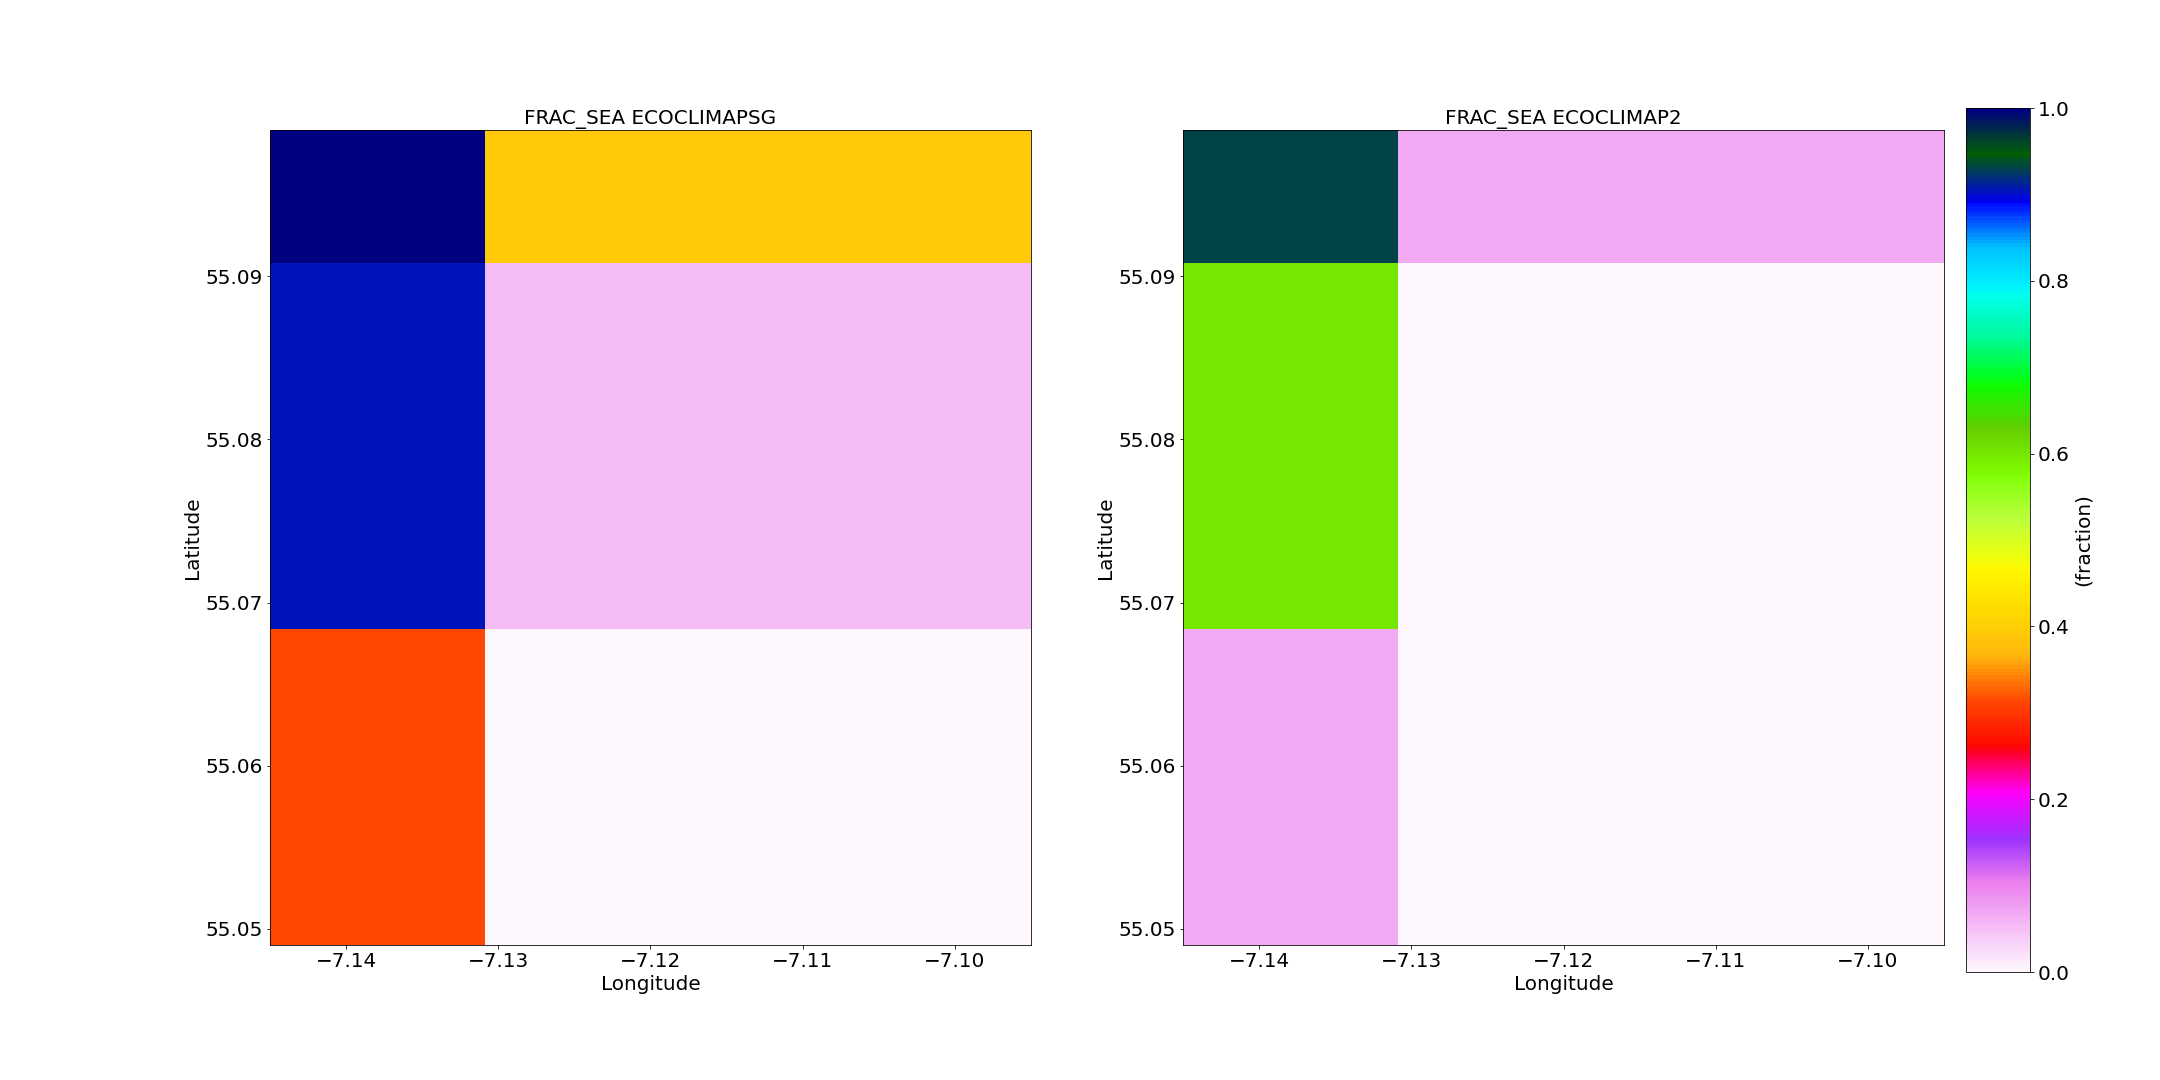 FRAC_SEA ECOCLIMAPSG
Latitude
55.09
55.08
55.07
55.06
55.05
−7.14 −7.13 −7.12 −7.11 −7.10
Longitude
FRAC_SEA ECOCLIMAP2
Latitude
55.09
55.08
55.07
55.06
55.05
−7.14 −7.13 −7.12 −7.11 −7.10
Longitude
1.0
0.8
0.6
0.4
0.2
0.0
(fraction)